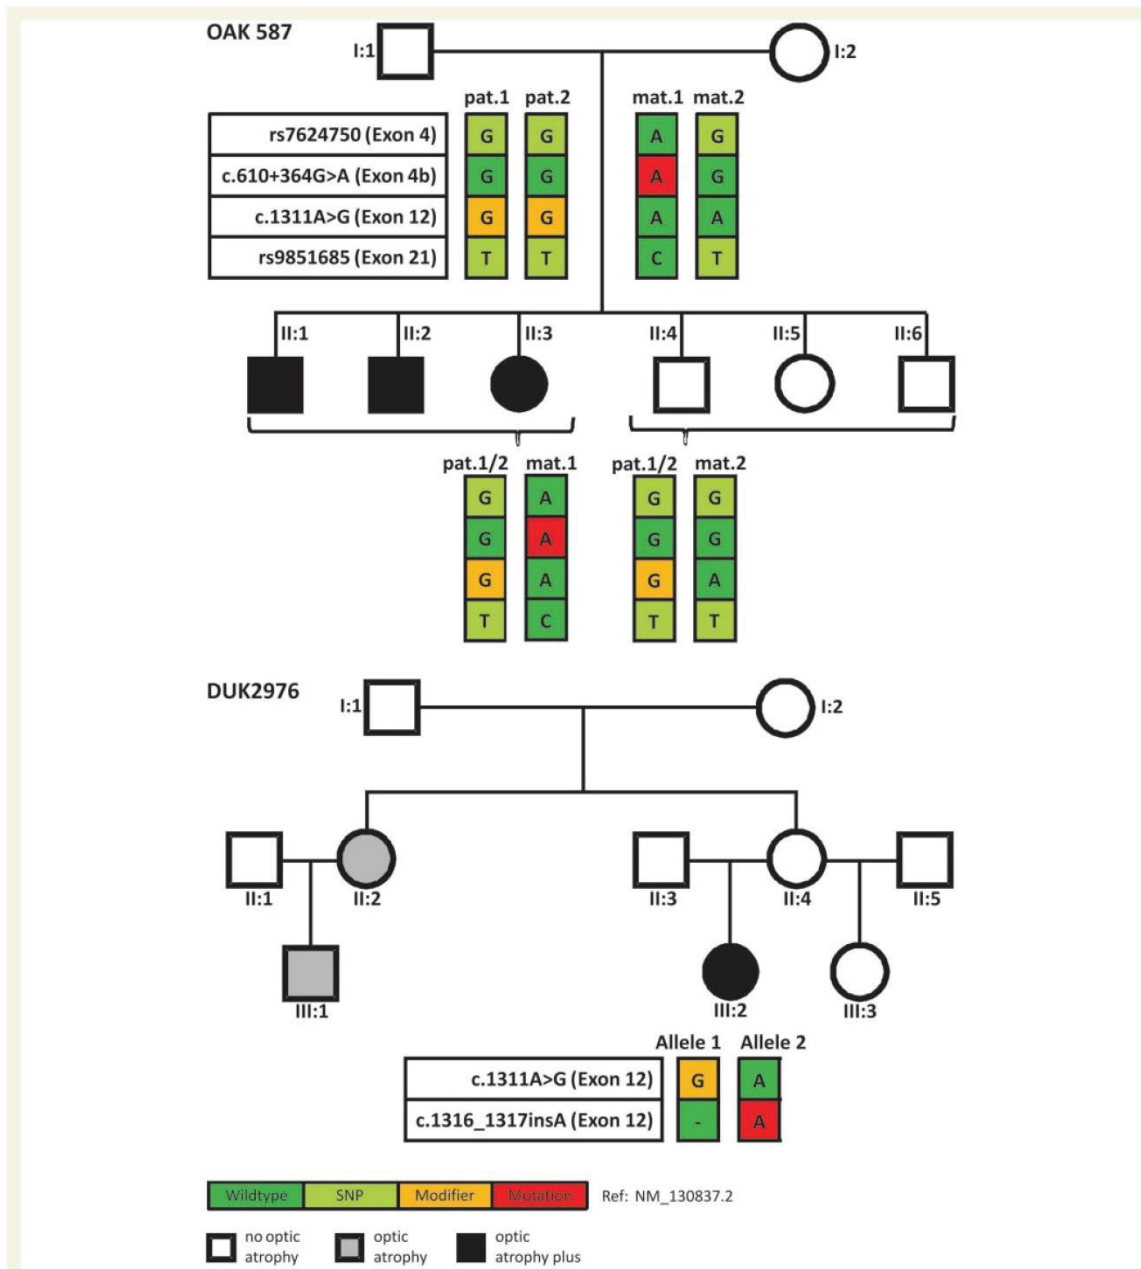 OAK 587
I:1
I:2
pat.1 pat.2 mat.1 mat.2
rs7624750 (Exon 4) G G A G
c.610+364G>A (Exon 4b) G G A G
c.1311A>G (Exon 12) G G A A
rs9851685 (Exon 21) T T C T
II:1 II:2 II:3 II:4 II:5 II:6
pat.1/2 mat.1 pat.1/2 mat.2
G A G G
G A G G
G A G A
T C T T
DUK2976
I:1
I:2
II:1 II:2 II:3 II:4 II:5
III:1 III:2 III:3
Allele 1 Allele 2
c.1311A>G (Exon 12) G A
c.1316_1317insA (Exon 12) - A
Wildtype SNP Modifier Mutation Ref: NM_130837.2
no optic atrophy
optic atrophy
optic atrophy plus